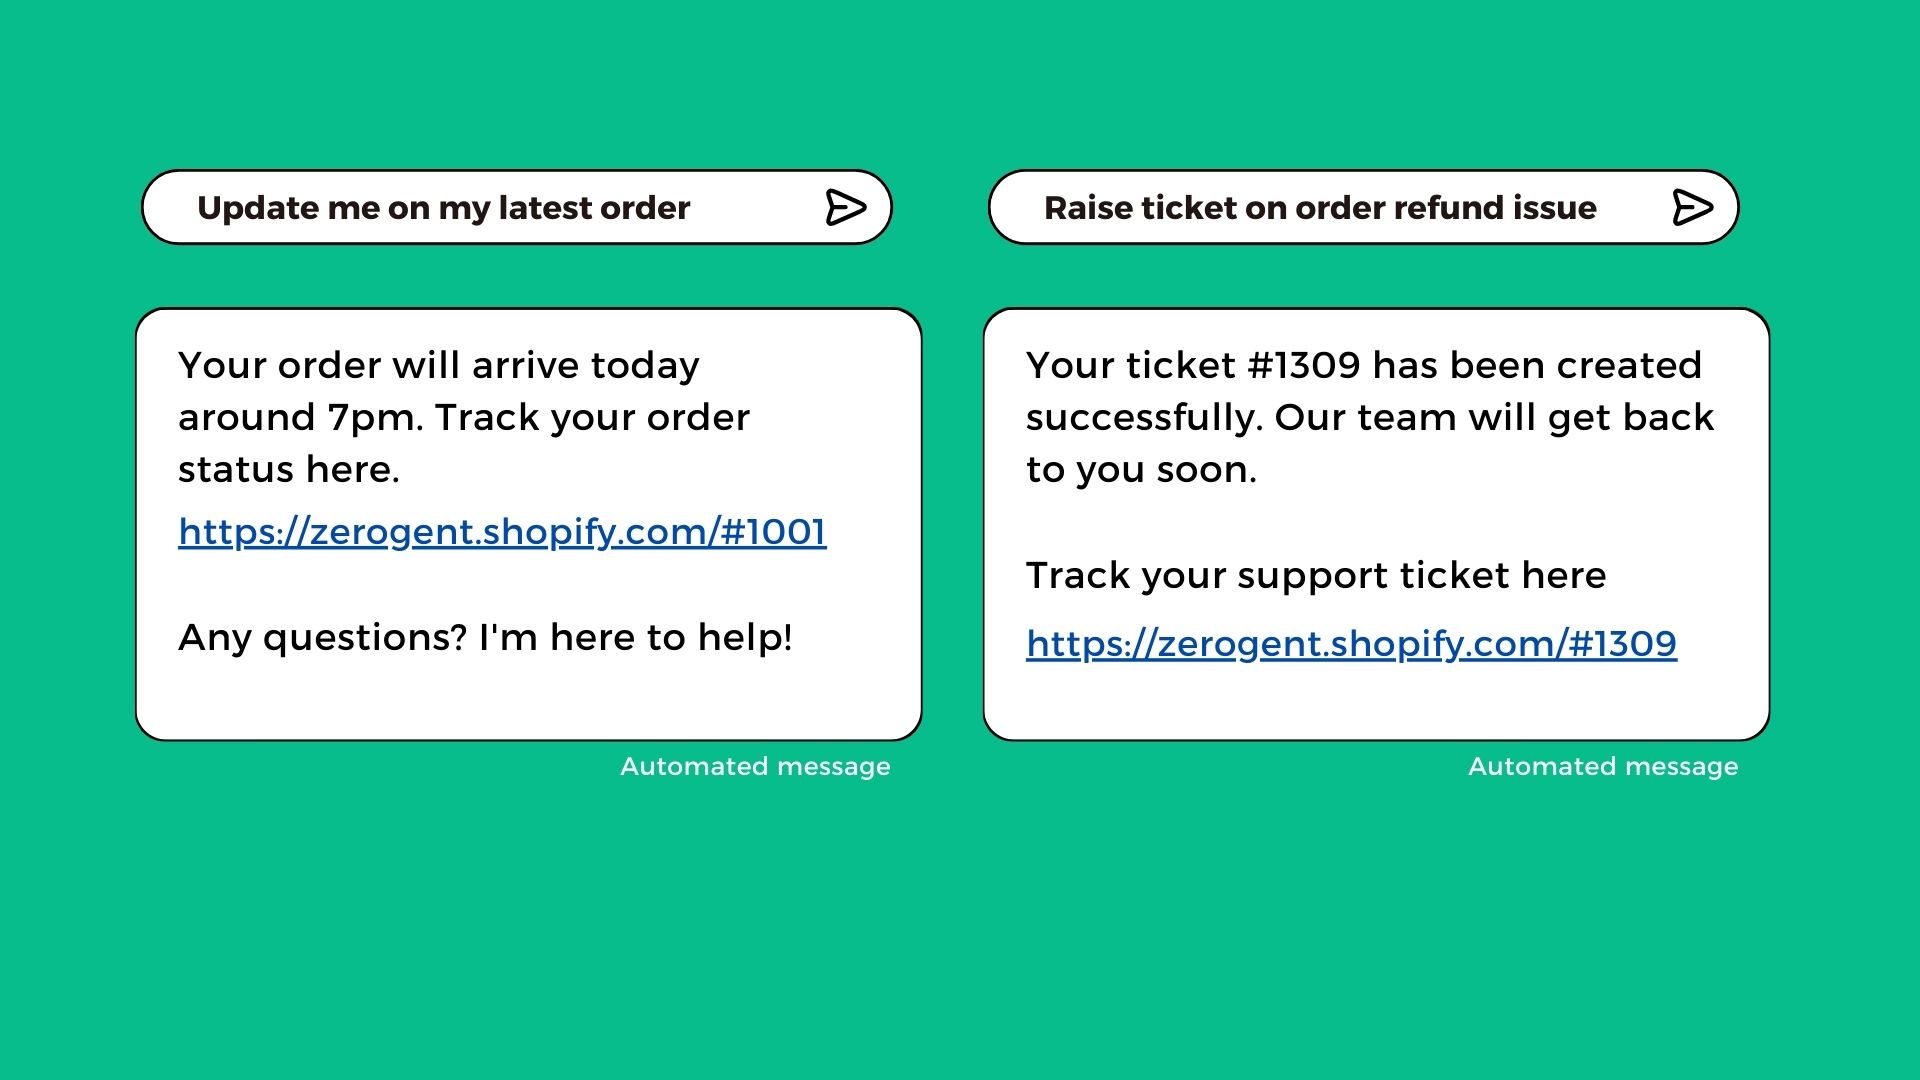 Update me on my latest order
Your order will arrive today
around 7pm. Track your order
status here.
https://zerogent.shopify.com/#1001
Any questions? I'm here to help!
Automated message
Raise ticket on order refund issue
Your ticket #1309 has been created
successfully. Our team will get back
to you soon.
Track your support ticket here
https://zerogent.shopify.com/#1309
Automated message